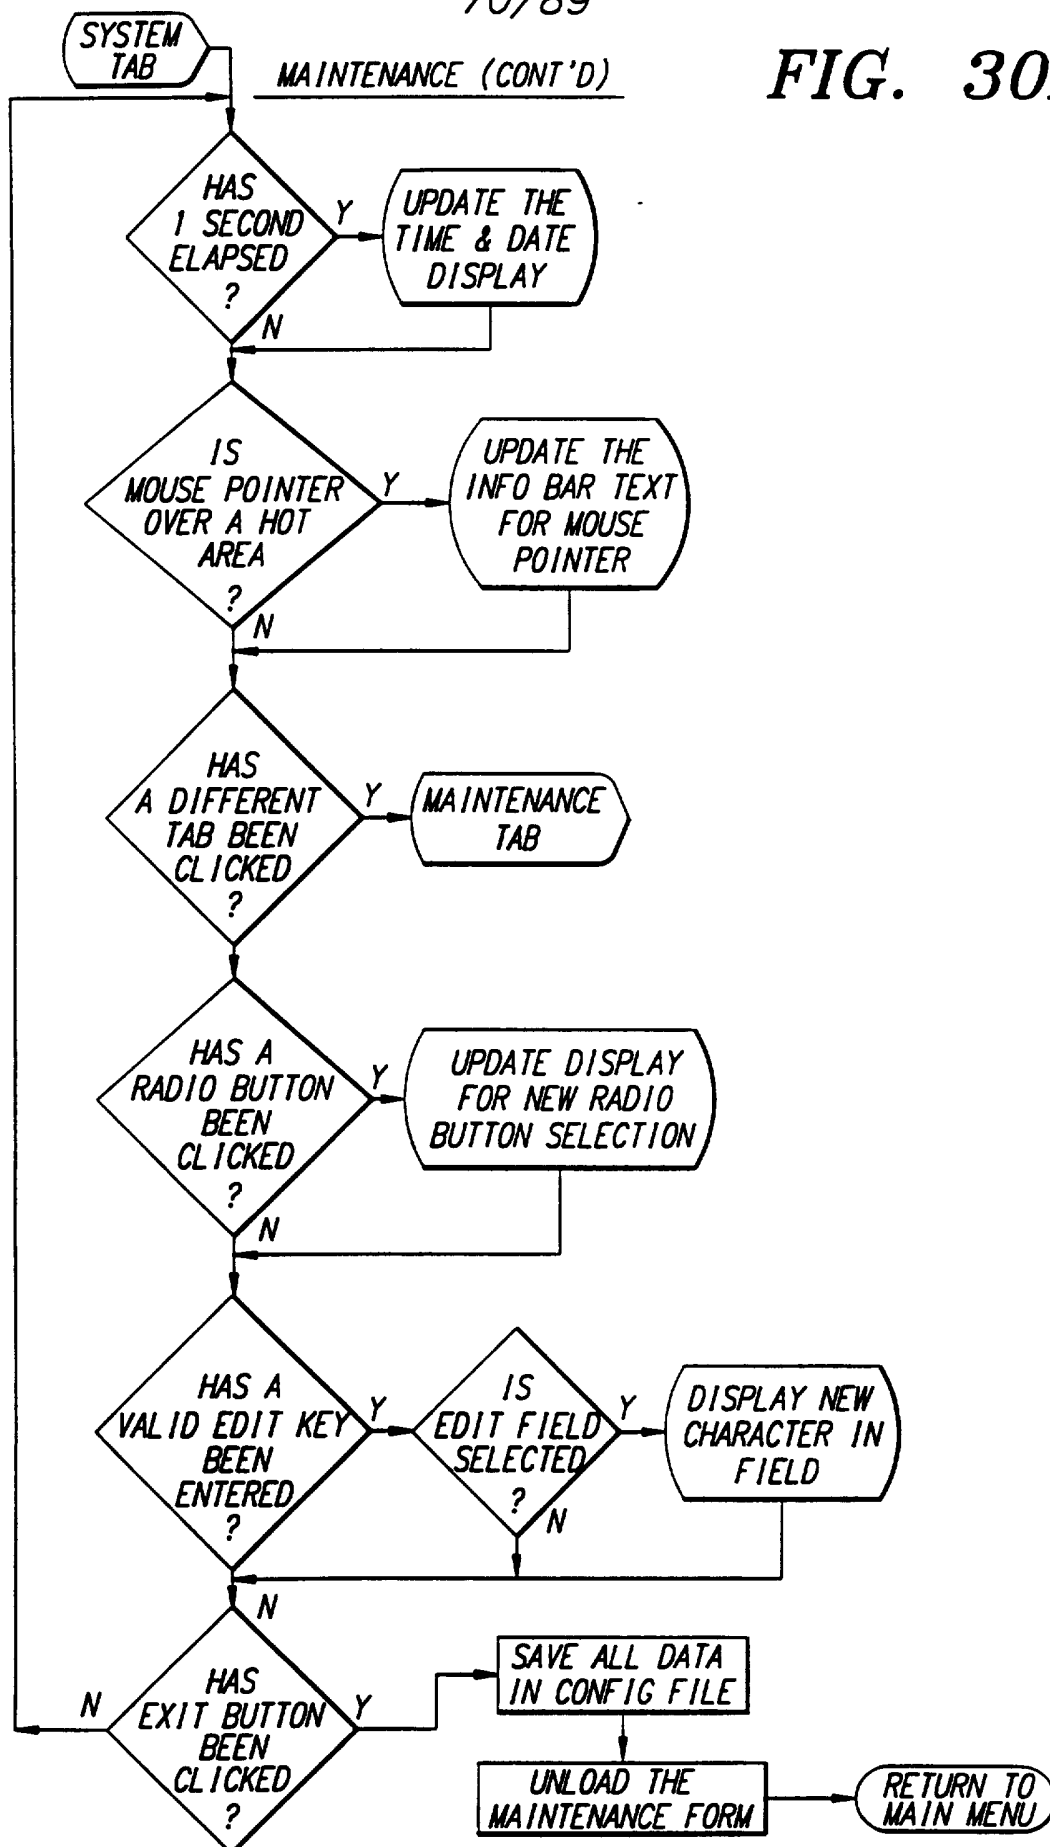 70/89
SYSTEM
TAB
MAINTENANCE (CONT'D)
FIG. 30
HAS
1 SECOND
ELAPSED
?
Y
UPDATE THE
TIME & DATE
DISPLAY
N
IS
MOUSE POINTER
OVER A HOT
AREA
?
Y
UPDATE THE
INFO BAR TEXT
FOR MOUSE
POINTER
N
HAS
A DIFFERENT
TAB BEEN
CLICKED
?
Y
MAINTENANCE
TAB
HAS A
RADIO BUTTON
BEEN
CLICKED
?
Y
UPDATE DISPLAY
FOR NEW RADIO
BUTTON SELECTION
N
HAS A
VALID EDIT KEY
BEEN
ENTERED
?
Y
IS
EDIT FIELD
SELECTED
?
Y
DISPLAY NEW
CHARACTER IN
FIELD
N
N
HAS
EXIT BUTTON
BEEN
CLICKED
?
N
Y
SAVE ALL DATA
IN CONFIG FILE
UNLOAD THE
MAINTENANCE FORM
RETURN TO
MAIN MENU